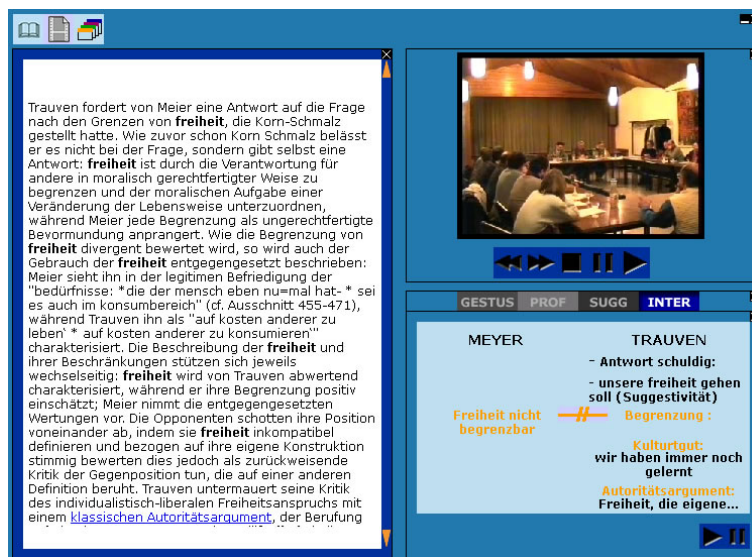 Trauven fordert von Meier eine Antwort auf die Frage
nach den Grenzen von freiheit, die Korn-Schmalz
gestellt hatte. Wie zuvor schon Korn Schmalz belässt
er es nicht bei der Frage, sondern gibt selbst eine
Antwort: freiheit ist durch die Verantwortung für
andere in moralisch gerechtfertigter Weise zu
begrenzen und der moralischen Aufgabe einer
Veränderung der Lebensweise unterzuordnen,
während Meier jede Begrenzung als ungerechtfertigte
Bevormundung anprangert. Wie die Begrenzung von
freiheit divergent bewertet wird, so wird auch der
Gebrauch der freiheit entgegengesetzt beschrieben:
Meier sieht ihn in der legitimen Befriedigung der
"bedürfnisse: *die der mensch eben nu=mal hat- * sei
es auch im konsumbereich" (cf. Ausschnitt 455-471),
während Trauven ihn als "auf kosten anderer zu
leben` * auf kosten anderer zu konsumieren`"
charakterisiert. Die Beschreibung der freiheit und
ihrer Beschränkungen stützen sich jeweils
wechselseitig: freiheit wird von Trauven abwertend
charakterisiert, während er ihre Begrenzung positiv
einschätzt; Meier nimmt die entgegengesetzten
Wertungen vor. Die Opponenten schotten ihre Position
voneinander ab, indem sie freiheit inkompatibel
definieren und bezogen auf ihre eigene Konstruktion
stimmig bewerten dies jedoch als zurückweisende
Kritik der Gegenposition tun, die auf einer anderen
Definition beruht. Trauven untermauert seine Kritik
des individualistisch-liberalen Freiheitsanspruchs mit
einem klassischen Autoritätsargument, der Berufung
GESTUS PROF SUGG INTER
MEYER TRAUVEN
- Antwort schuldig:
- unsere freiheit gehen
soll (Suggestivität)
Freiheit nicht
begrenzbar
Begrenzung :
Kulturgut:
wir haben immer noch
gelernt
Autoritätsargument:
Freiheit, die eigene...